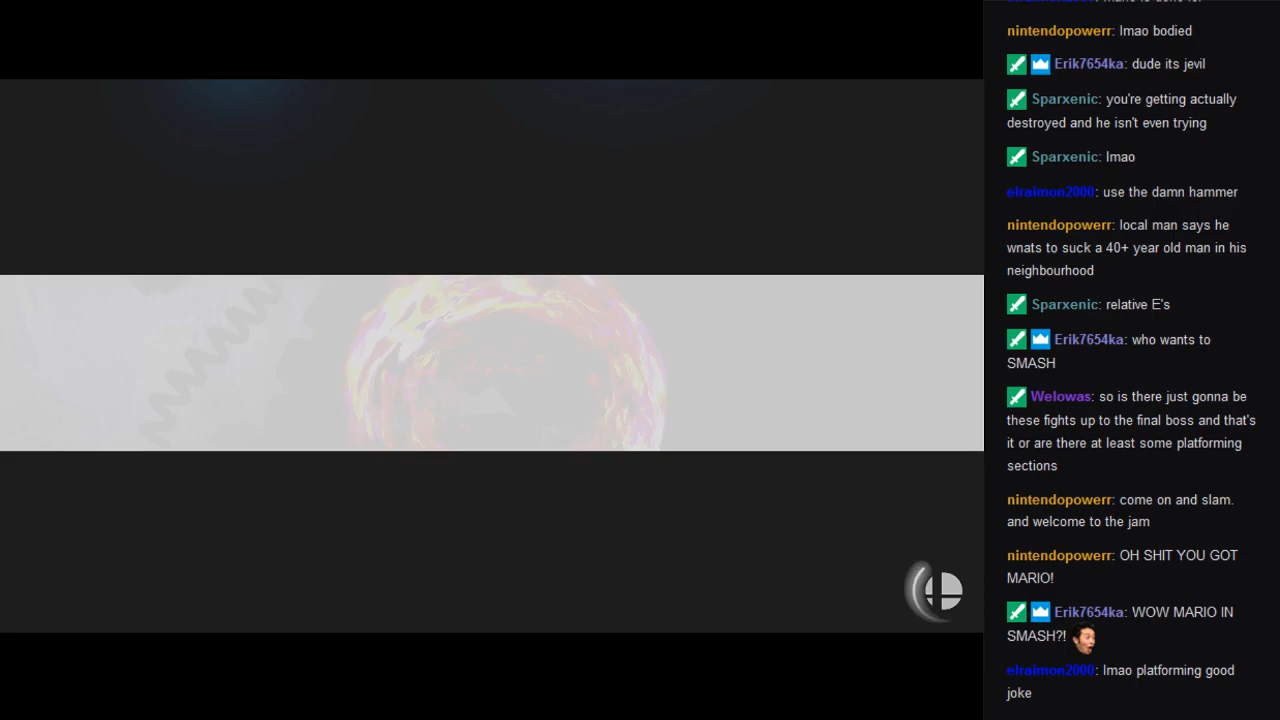 nintendopowerr: lmao bodied
Erik7654ka: dude its jevil
Sparxenic: you're getting actually
destroyed and he isn't even trying
Sparxenic: lmao
elraimon2000: use the damn hammer
nintendopowerr: local man says he
wnats to suck a 40+ year old man in his
neighbourhood
Sparxenic: relative E's
Erik7654ka: who wants to
SMASH
Welowas: so is there just gonna be
these fights up to the final boss and that's
it or are there at least some platforming
sections
nintendopowerr: come on and slam.
and welcome to the jam
nintendopowerr: OH SHIT YOU GOT
MARIO!
Erik7654ka: WOW MARIO IN
SMASH?!
elraimon2000: lmao platforming good
joke